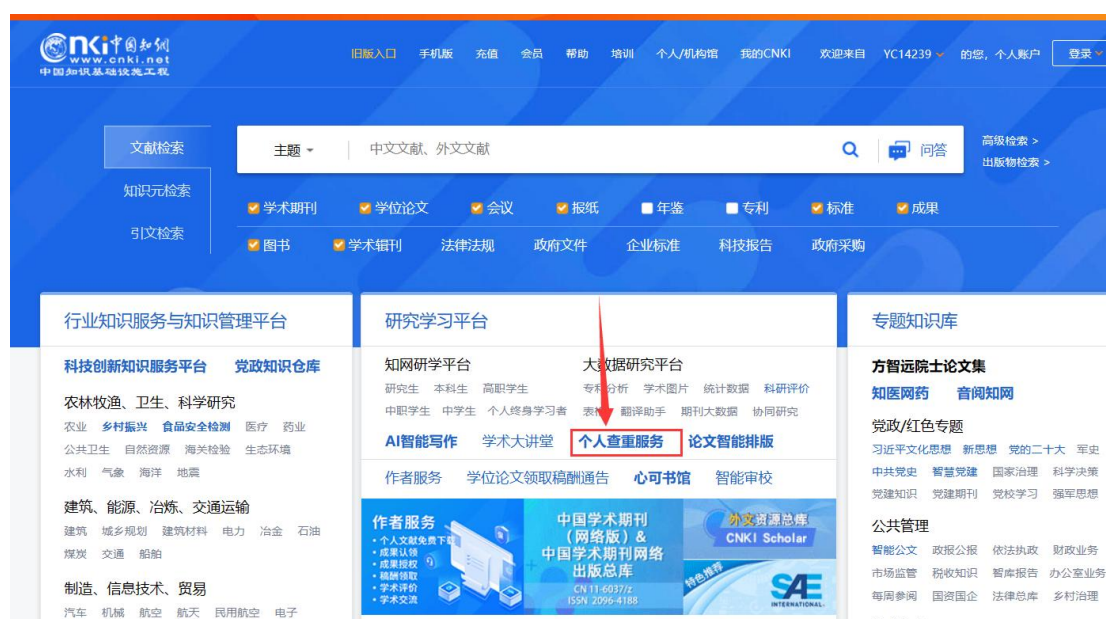 Cnki中国知网
www.cnki.net
中国知识基础设施工程
旧版入口 手机版 充值 会员 帮助 培训 个人/机构馆 我的CNKI 欢迎来自 YC14239 的您，个人账户 登录
文献检索
主题 中文文献、外文文献 问答
高级检索 >
出版物检索 >
知识元检索
引文检索
学术期刊 学位论文 会议 报纸 年鉴 专利 标准 成果
图书 学术辑刊 法律法规 政府文件 企业标准 科技报告 政府采购
行业知识服务与知识管理平台
科技创新知识服务平台 党政知识仓库
农林牧渔、卫生、科学研究
农业 乡村振兴 食品安全检测 医疗 药业
公共卫生 自然资源 海关检验 生态环境
水利 气象 海洋 地震
建筑、能源、冶炼、交通运输
建筑 城乡规划 建筑材料 电力 冶金 石油
煤炭 交通 船舶
制造、信息技术、贸易
汽车 机械 航空 航天 民用航空 电子
研究学习平台
知网研学平台
研究生 本科生 高职学生
中职学生 中学生 个人终身学习者
大数据研究平台
专科分析 学术图片 统计数据 科研评价
翻译助手 期刊大数据 协同研究
AI智能写作 学术大讲堂 个人查重服务 论文智能排版
作者服务 学位论文领取稿酬通告 心可书馆 智能审校
作者服务
• 个人文献免费下载
• 成果认领
• 成果授权
• 稿酬领取
• 学术评价
• 学术交流
中国学术期刊
（网络版）&
中国学术期刊网络
出版总库
CN 11-6037/z
ISSN 2096-4188
外文资源总库
CNKI Scholar
特色推荐
SAE
INTERNATIONAL
专题知识库
方智远院士论文集
知医网药 音阅知网
党政/红色专题
习近平文化思想 新思想 党的二十大 军史
中共党史 智慧党建 国家治理 科学决策
党建知识 党建期刊 党校学习 强军思想
公共管理
智能公文 政报公报 依法执政 财政业务
市场监管 税收知识 智库报告 办公室业务
每周参阅 国资国企 法律总库 乡村治理